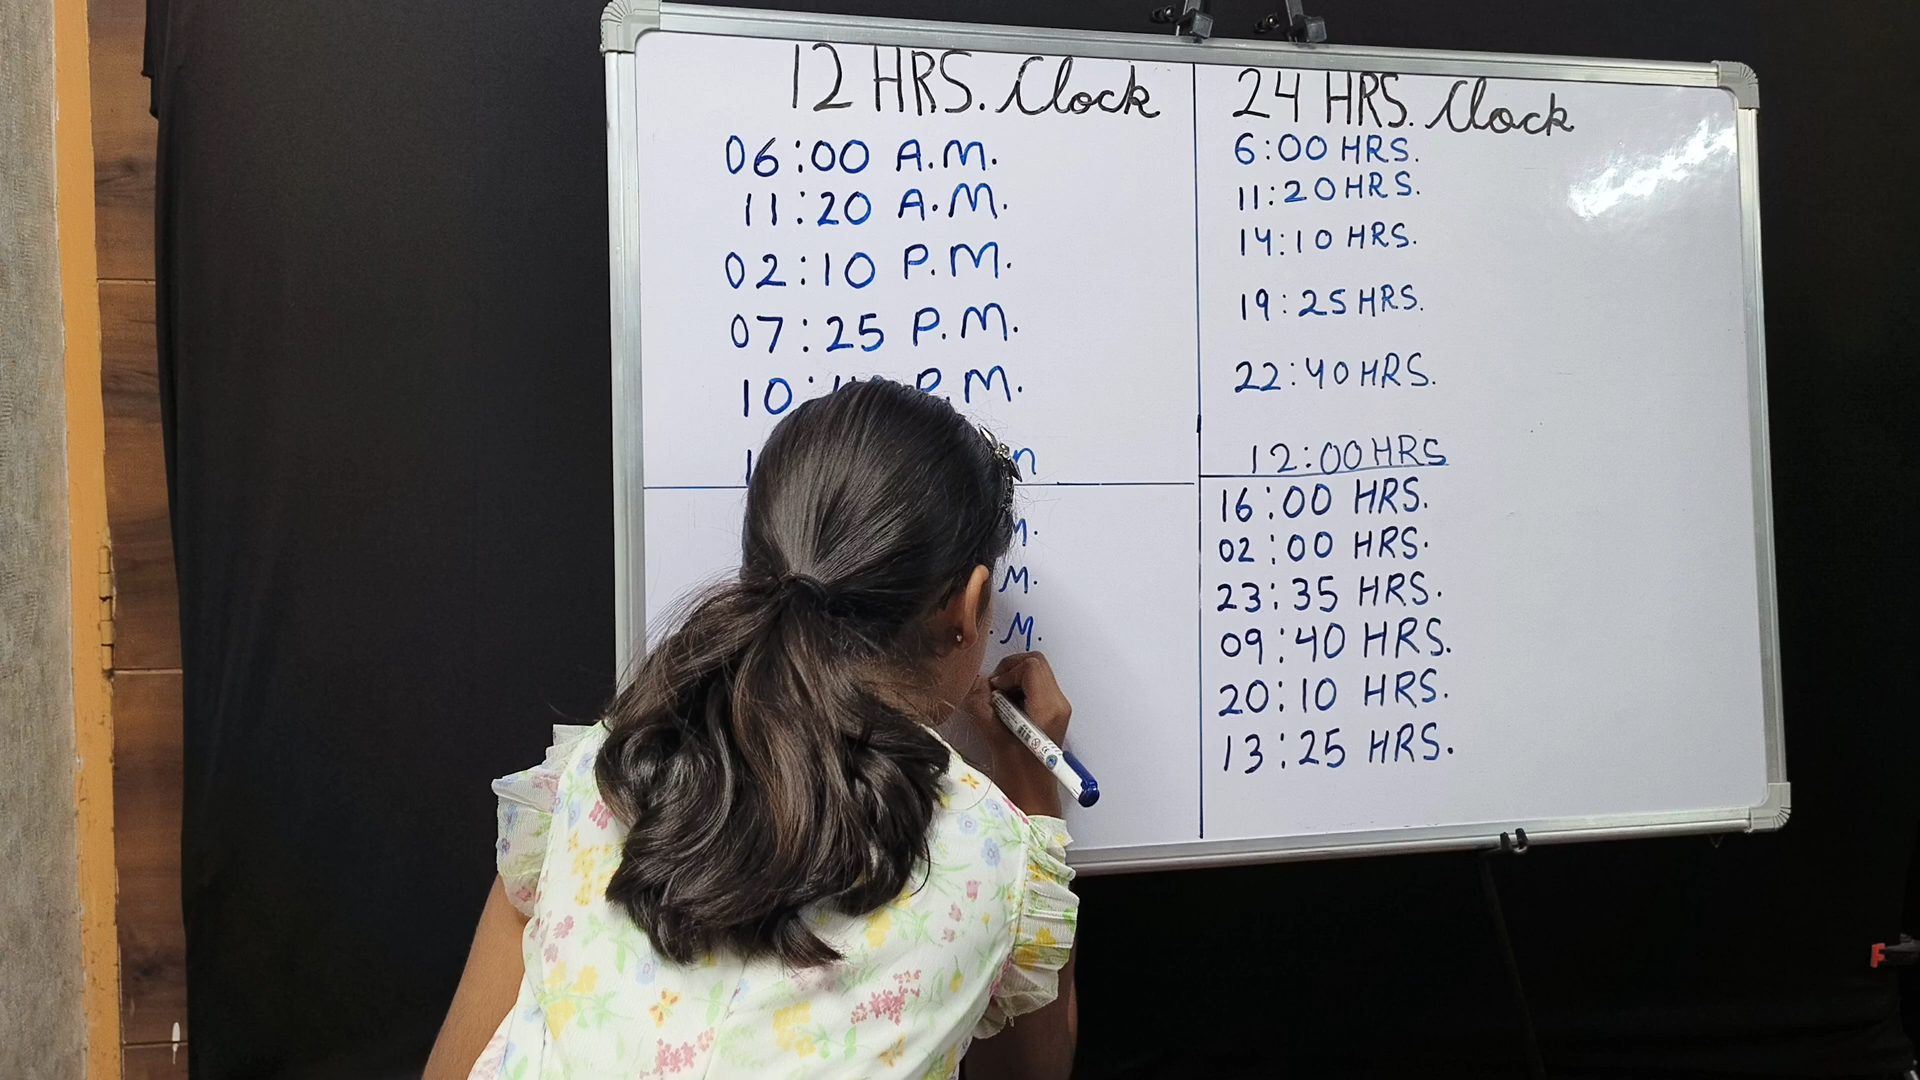 12 HRS. Clock
06:00 A.M.
11:20 A.M.
02:10 P.M.
07:25 P.M.
10: P.M.
M.
M.
M.
24 HRS. Clock
6:00 HRS.
11:20 HRS.
14:10 HRS.
19:25 HRS.
22:40 HRS.
12:00 HRS
16:00 HRS.
02:00 HRS.
23:35 HRS.
09:40 HRS.
20:10 HRS.
13:25 HRS.